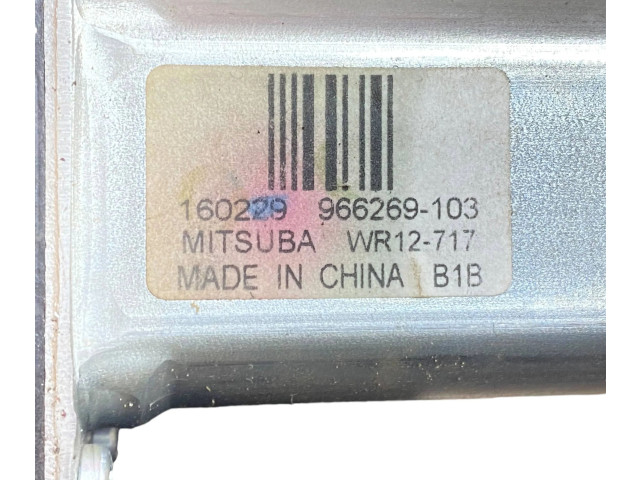 160229 966269-103
MITSUBA WR12-717
MADE IN CHINA B1B